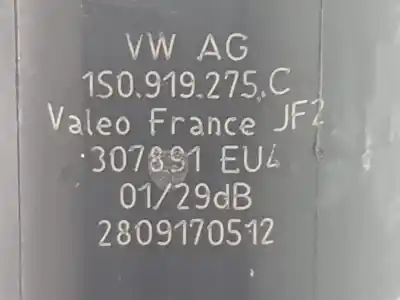 VW AG
1S0.919.275.C
Valeo France JF2
307891 EU4
01/29dB
2809170512